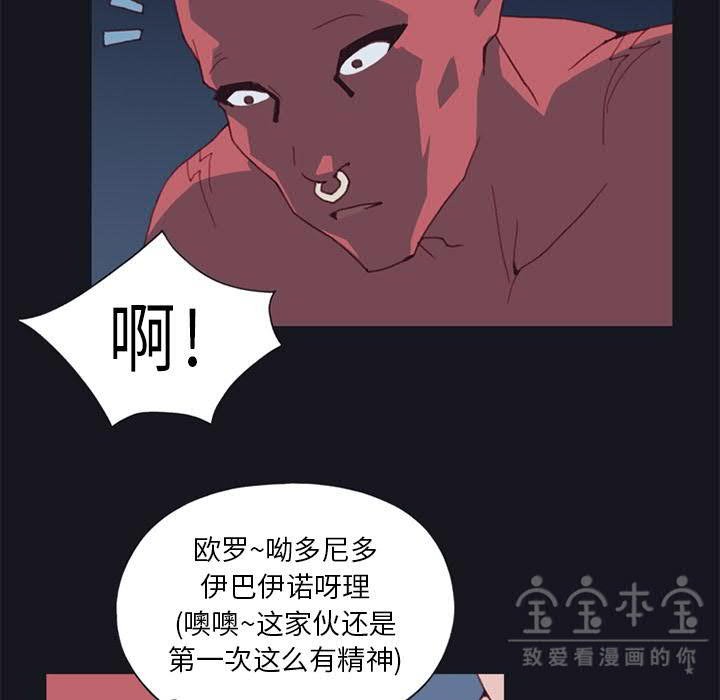 啊!
欧罗~呦多尼多
伊巴伊诺呀理
(噢噢~这家伙还是
第一次这么有精神)
宝宝本宝
致爱看漫画的你